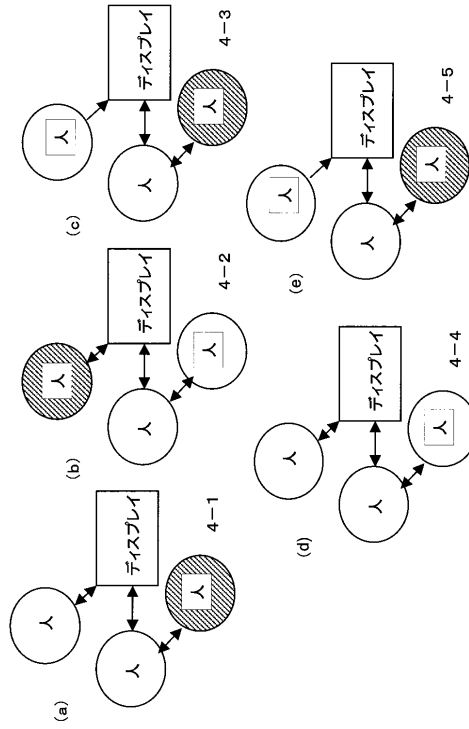 (a)
人
人
人
ディスプレイ
4-1
(b)
人
人
人
ディスプレイ
4-2
(c)
人
人
人
ディスプレイ
4-3
(d)
人
人
人
ディスプレイ
4-4
(e)
人
人
人
ディスプレイ
4-5